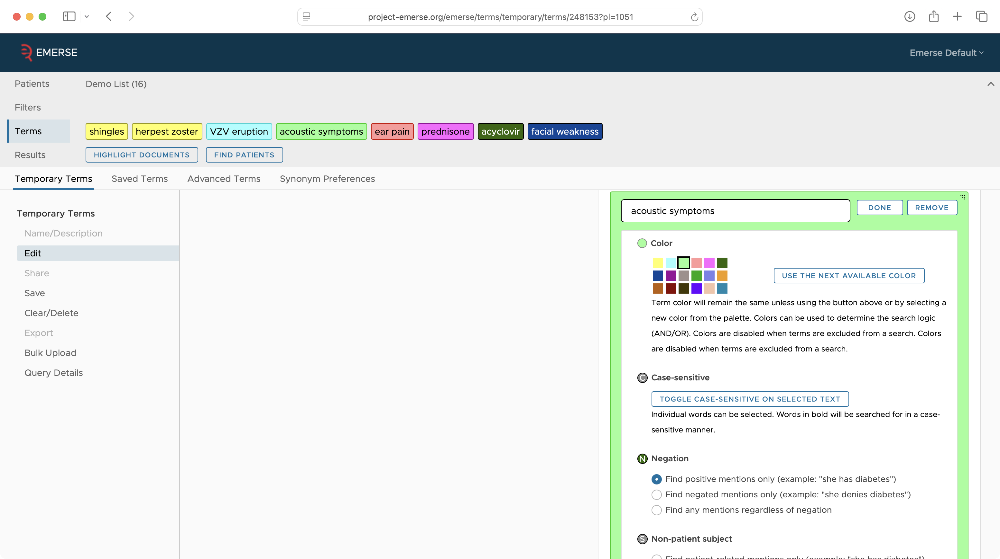 project-emerse.org/emerse/terms/temporary/terms/248153?pl=1051
EMERSE
Emerse Default
Patients
Demo List (16)
Filters
Terms
shingles herpest zoster VZV eruption acoustic symptoms ear pain prednisone acyclovir facial weakness
Results
HIGHLIGHT DOCUMENTS FIND PATIENTS
Temporary Terms Saved Terms Advanced Terms Synonym Preferences
Temporary Terms
Name/Description
Edit
Share
Save
Clear/Delete
Export
Bulk Upload
Query Details
acoustic symptoms
DONE
REMOVE
Color
USE THE NEXT AVAILABLE COLOR
Term color will remain the same unless using the button above or by selecting a
new color from the palette. Colors can be used to determine the search logic
(AND/OR). Colors are disabled when terms are excluded from a search. Colors
are disabled when terms are excluded from a search.
C Case-sensitive
TOGGLE CASE-SENSITIVE ON SELECTED TEXT
Individual words can be selected. Words in bold will be searched for in a case-
sensitive manner.
N Negation
Find positive mentions only (example: "she has diabetes")
Find negated mentions only (example: "she denies diabetes")
Find any mentions regardless of negation
S Non-patient subject
Find patient-related mentions only (example: "she has diabetes")